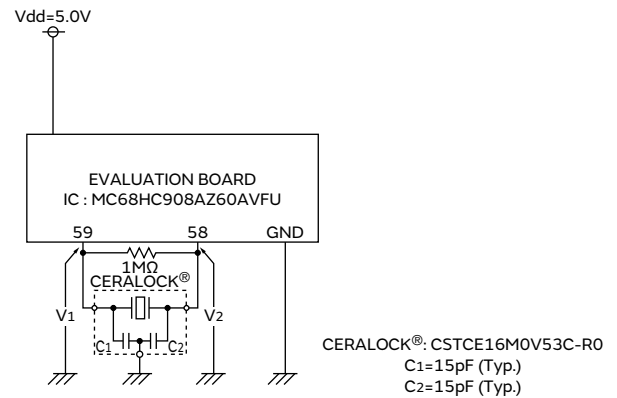 Vdd=5.0V
EVALUATION BOARD
IC : MC68HC908AZ60AVFU
59 58 GND
1MΩ
CERALOCK®
V1 V2
C1 C2
CERALOCK®: CSTCE16M0V53C-R0
C1=15pF (Typ.)
C2=15pF (Typ.)